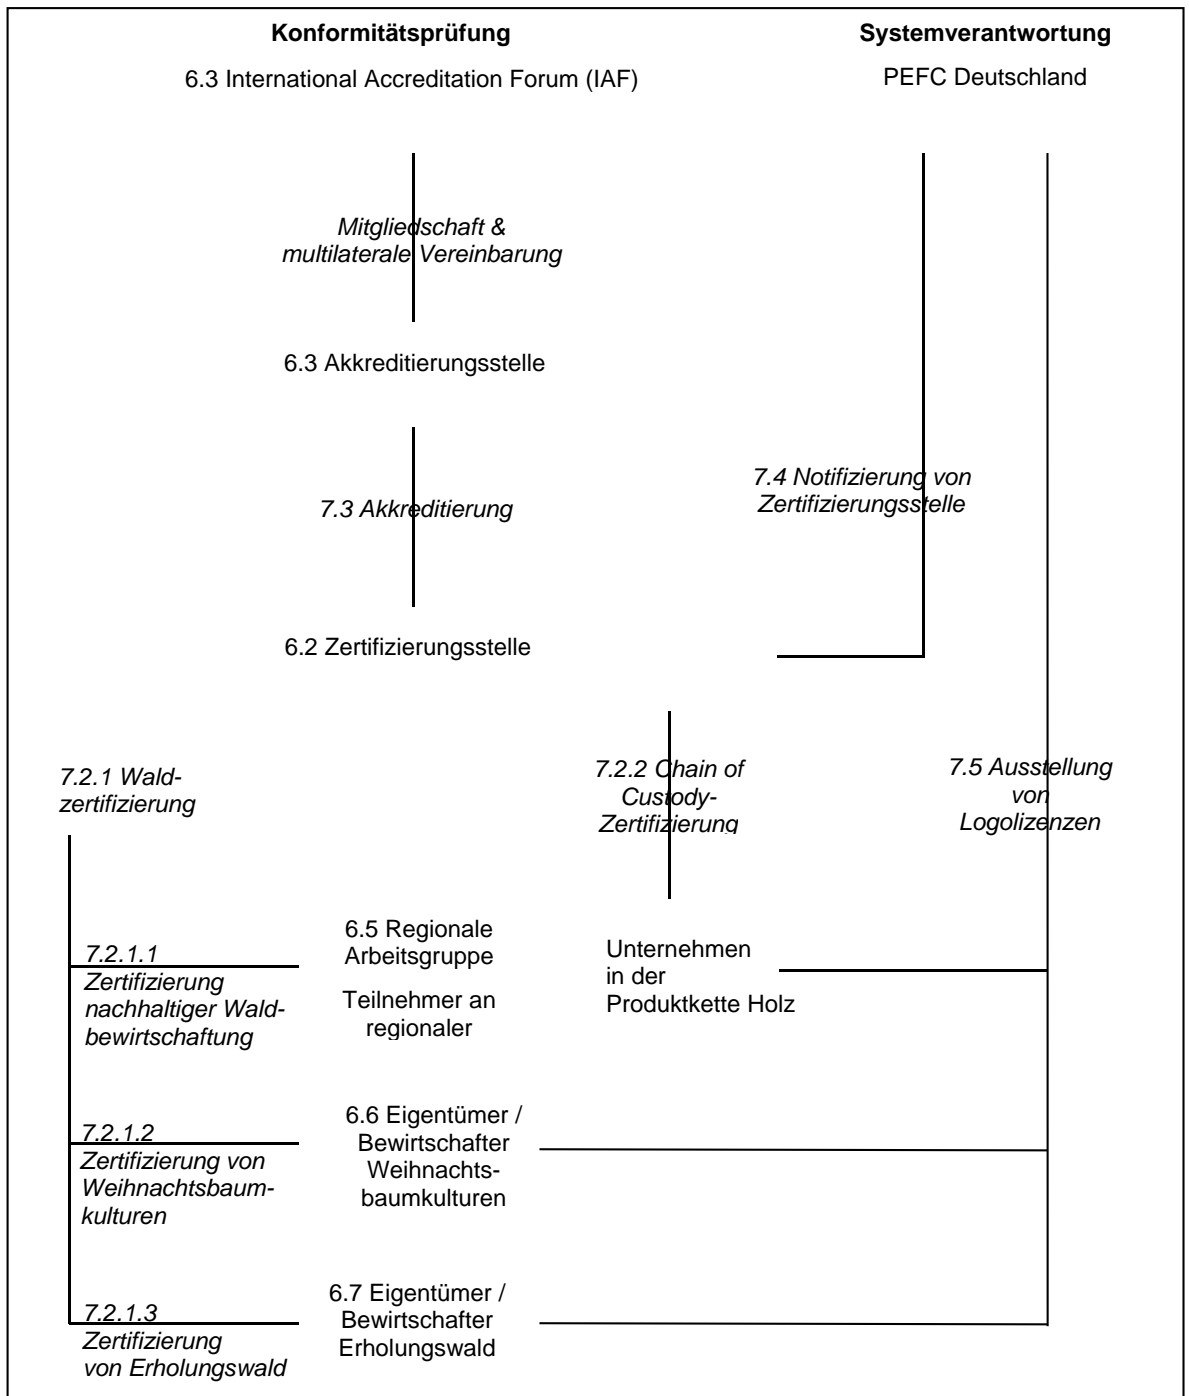 Konformitätsprüfung
Systemverantwortung
6.3 International Accreditation Forum (IAF)
PEFC Deutschland
Mitgliedschaft &
multilaterale Vereinbarung
6.3 Akkreditierungsstelle
7.3 Akkreditierung
7.4 Notifizierung von
Zertifizierungsstelle
6.2 Zertifizierungsstelle
7.2.1 Wald-
zertifizierung
7.2.2 Chain of
Custody-
Zertifizierung
7.5 Ausstellung
von
Logolizenzen
7.2.1.1
Zertifizierung
nachhaltiger Wald-
bewirtschaftung
6.5 Regionale
Arbeitsgruppe
Teilnehmer an
regionaler
Unternehmen
in der
Produktkette Holz
7.2.1.2
Zertifizierung von
Weihnachtsbaum-
kulturen
6.6 Eigentümer /
Bewirtschafter
Weihnachts-
baumkulturen
7.2.1.3
Zertifizierung
von Erholungswald
6.7 Eigentümer /
Bewirtschafter
Erholungswald